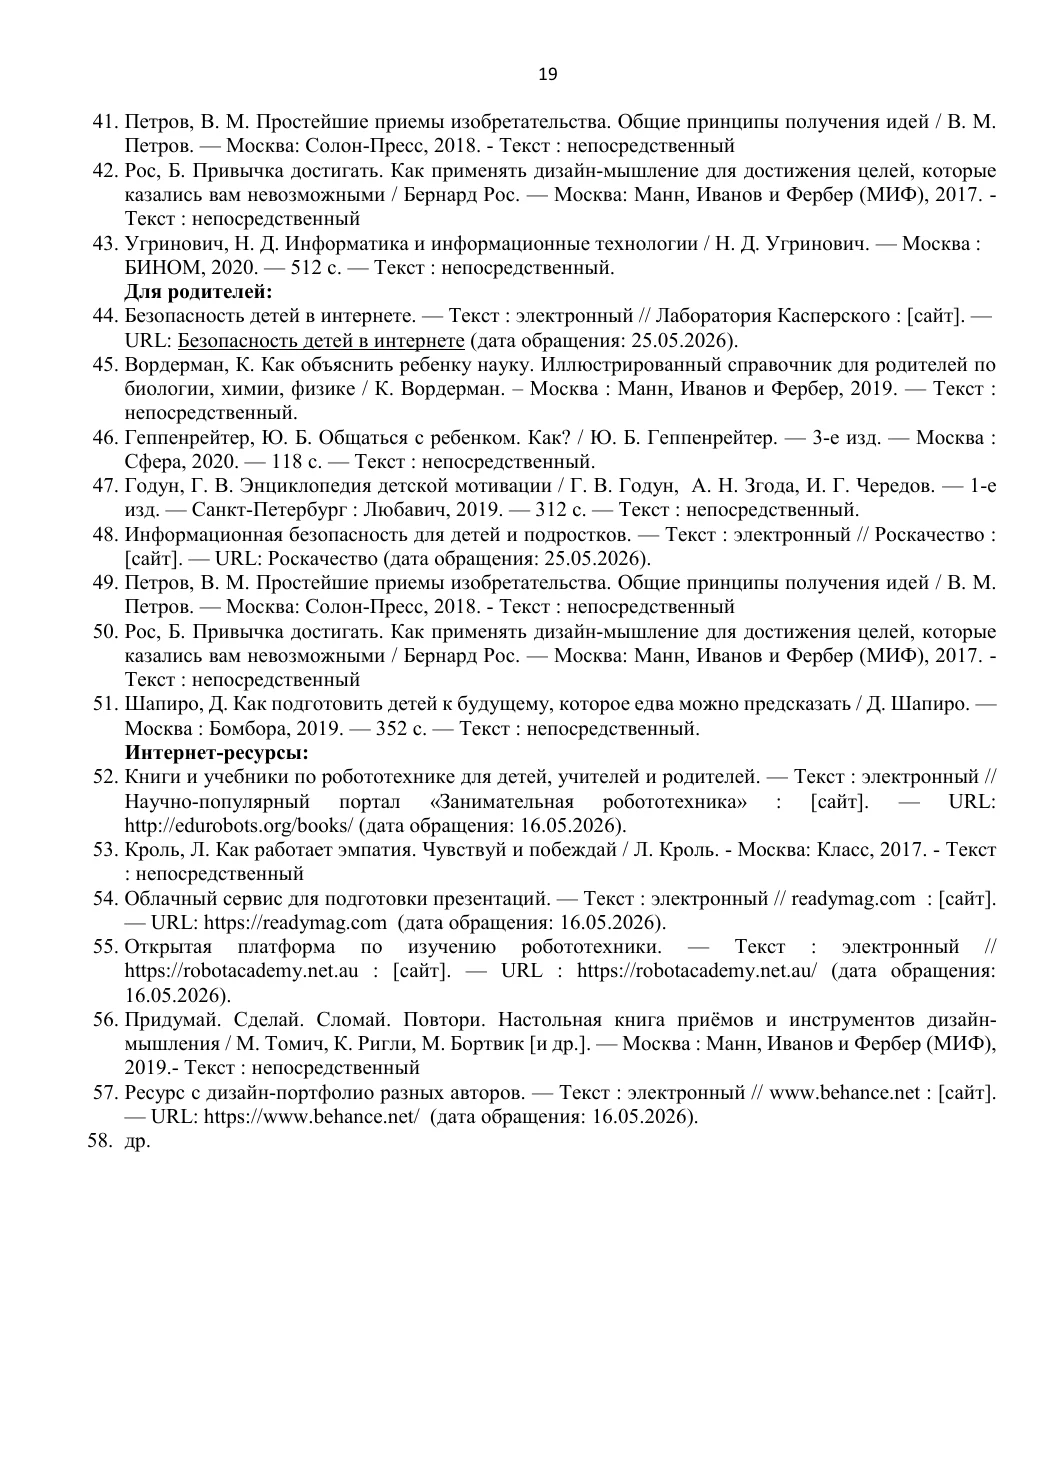 19
41. Петров, В. М. Простейшие приемы изобретательства. Общие принципы получения идей / В. М.
Петров. — Москва: Солон-Пресс, 2018. - Текст : непосредственный
42. Рос, Б. Привычка достигать. Как применять дизайн-мышление для достижения целей, которые
казались вам невозможными / Бернард Рос. — Москва: Манн, Иванов и Фербер (МИФ), 2017. -
Текст : непосредственный
43. Угринович, Н. Д. Информатика и информационные технологии / Н. Д. Угринович. — Москва :
БИНОМ, 2020. — 512 с. — Текст : непосредственный.
Для родителей:
44. Безопасность детей в интернете. — Текст : электронный // Лаборатория Касперского : [сайт]. —
URL: Безопасность детей в интернете (дата обращения: 25.05.2026).
45. Вордерман, К. Как объяснить ребенку науку. Иллюстрированный справочник для родителей по
биологии, химии, физике / К. Вордерман. – Москва : Манн, Иванов и Фербер, 2019. — Текст :
непосредственный.
46. Геппенрейтер, Ю. Б. Общаться с ребенком. Как? / Ю. Б. Геппенрейтер. — 3-е изд. — Москва :
Сфера, 2020. — 118 с. — Текст : непосредственный.
47. Годун, Г. В. Энциклопедия детской мотивации / Г. В. Годун, А. Н. Згода, И. Г. Чередов. — 1-е
изд. — Санкт-Петербург : Любавич, 2019. — 312 с. — Текст : непосредственный.
48. Информационная безопасность для детей и подростков. — Текст : электронный // Роскачество :
[сайт]. — URL: Роскачество (дата обращения: 25.05.2026).
49. Петров, В. М. Простейшие приемы изобретательства. Общие принципы получения идей / В. М.
Петров. — Москва: Солон-Пресс, 2018. - Текст : непосредственный
50. Рос, Б. Привычка достигать. Как применять дизайн-мышление для достижения целей, которые
казались вам невозможными / Бернард Рос. — Москва: Манн, Иванов и Фербер (МИФ), 2017. -
Текст : непосредственный
51. Шапиро, Д. Как подготовить детей к будущему, которое едва можно предсказать / Д. Шапиро. —
Москва : Бомбора, 2019. — 352 с. — Текст : непосредственный.
Интернет-ресурсы:
52. Книги и учебники по робототехнике для детей, учителей и родителей. — Текст : электронный //
Научно-популярный портал «Занимательная робототехника» : [сайт]. — URL:
http://edurobots.org/books/ (дата обращения: 16.05.2026).
53. Кроль, Л. Как работает эмпатия. Чувствуй и побеждай / Л. Кроль. - Москва: Класс, 2017. - Текст
: непосредственный
54. Облачный сервис для подготовки презентаций. — Текст : электронный // readymag.com : [сайт].
— URL: https://readymag.com (дата обращения: 16.05.2026).
55. Открытая платформа по изучению робототехники. — Текст : электронный //
https://robotacademy.net.au : [сайт]. — URL : https://robotacademy.net.au/ (дата обращения:
16.05.2026).
56. Придумай. Сделай. Сломай. Повтори. Настольная книга приёмов и инструментов дизайн-
мышления / М. Томич, К. Ригли, М. Бортвик [и др.]. — Москва : Манн, Иванов и Фербер (МИФ),
2019.- Текст : непосредственный
57. Ресурс с дизайн-портфолио разных авторов. — Текст : электронный // www.behance.net : [сайт].
— URL: https://www.behance.net/ (дата обращения: 16.05.2026).
58. др.